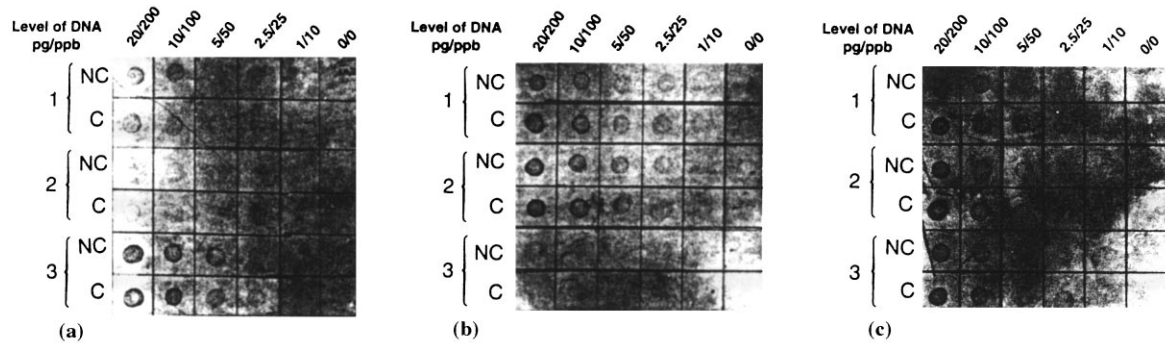 Level of DNA
pg/ppb
20/200
10/100
5/50
2.5/25
1/10
0/0
1
NC
C
2
NC
C
3
NC
C
(a)
Level of DNA
pg/ppb
20/200
10/100
5/50
2.5/25
1/10
0/0
1
NC
C
2
NC
C
3
NC
C
(b)
Level of DNA
pg/ppb
20/200
10/100
5/50
2.5/25
1/10
0/0
1
NC
C
2
NC
C
3
NC
C
(c)